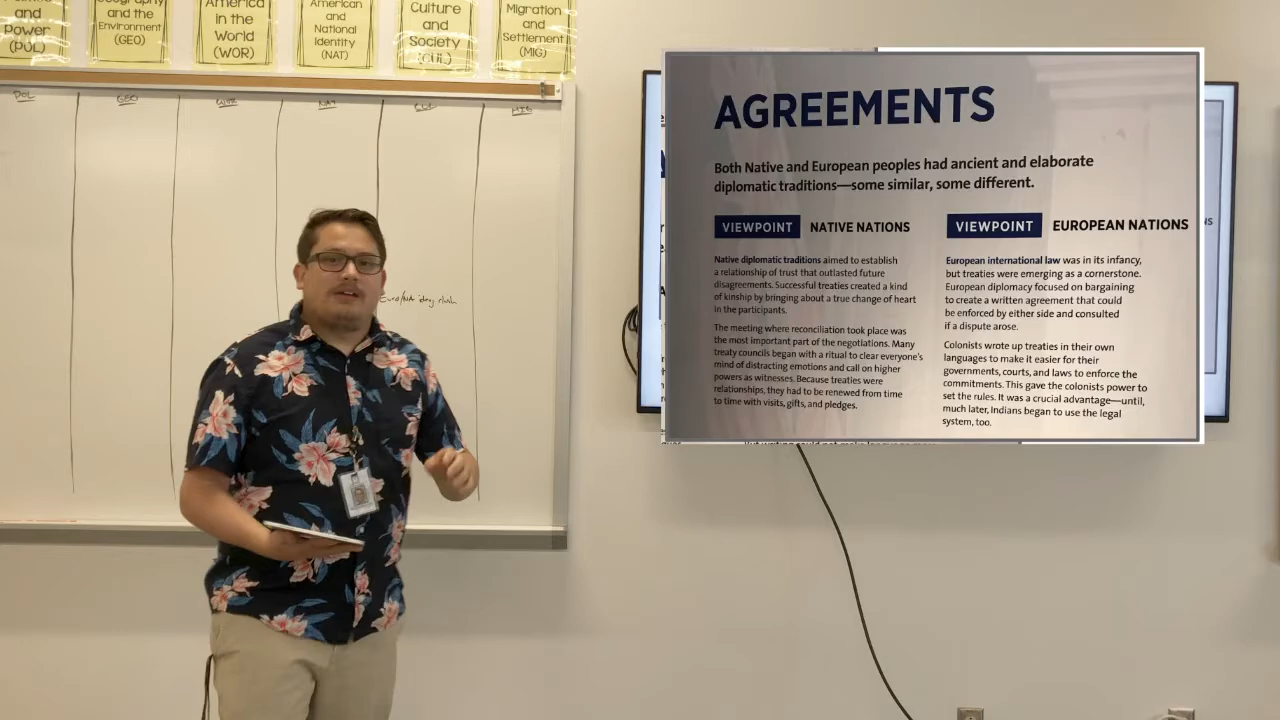 and
Power
(POL)
Geography
and the
Environment
(GEO)
America
in the
World
(WOR)
American
and
National
Identity
(NAT)
Culture
and
Society
(CUL)
Migration
and
Settlement
(MIG)
POL
GEO
WOR
NAT
CUL
MIG
AGREEMENTS
Both Native and European peoples had ancient and elaborate
diplomatic traditions—some similar, some different.
VIEWPOINT NATIVE NATIONS
Native diplomatic traditions aimed to establish
a relationship of trust that outlasted future
disagreements. Successful treaties created a kind
of kinship by bringing about a true change of heart
in the participants.
The meeting where reconciliation took place was
the most important part of the negotiations. Many
treaty councils began with a ritual to clear everyone's
mind of distracting emotions and call on higher
powers as witnesses. Because treaties were
relationships, they had to be renewed from time
to time with visits, gifts, and pledges.
VIEWPOINT EUROPEAN NATIONS
European international law was in its infancy,
but treaties were emerging as a cornerstone.
European diplomacy focused on bargaining
to create a written agreement that could
be enforced by either side and consulted
if a dispute arose.
Colonists wrote up treaties in their own
languages to make it easier for their
governments, courts, and laws to enforce the
commitments. This gave the colonists power to
set the rules. It was a crucial advantage—until,
much later, Indians began to use the legal
system, too.